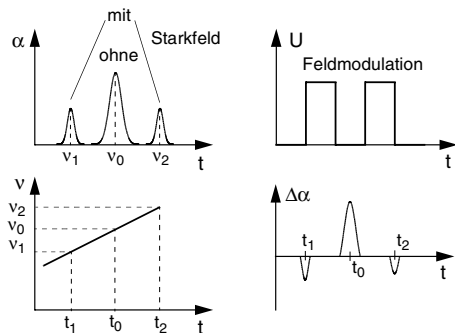 mit
α
Starkfeld
ohne
ν₁ ν₀ ν₂ t
U
Feldmodulation
t
ν
ν₂
ν₀
ν₁
t₁ t₀ t₂ t
Δα
t₁ t₀ t₂ t